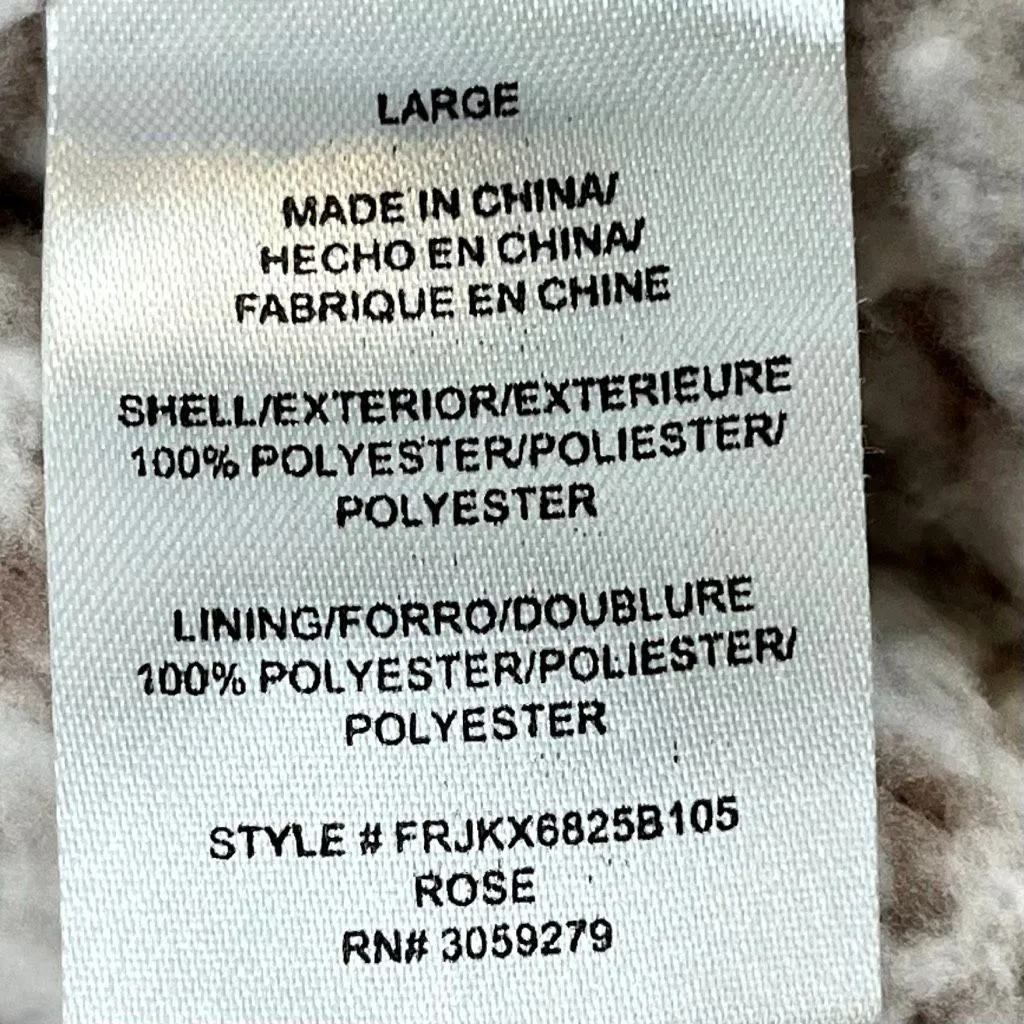 LARGE
MADE IN CHINA/
HECHO EN CHINA/
FABRIQUE EN CHINE
SHELL/EXTERIOR/EXTERIEURE
100% POLYESTER/POLIESTER/
POLYESTER
LINING/FORRO/DOUBLURE
100% POLYESTER/POLIESTER/
POLYESTER
STYLE # FRJKX6825B105
ROSE
RN# 3059279